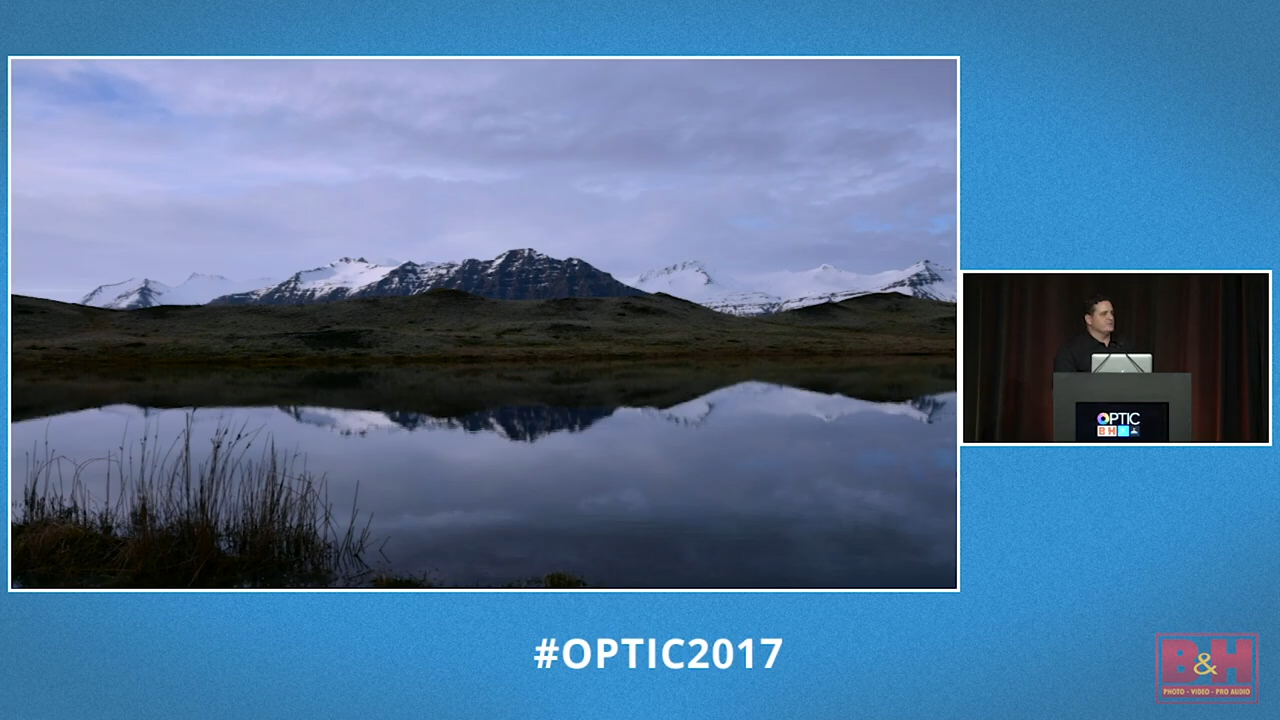 OPTIC
B H
#OPTIC2017
B&H
PHOTO - VIDEO - PRO AUDIO